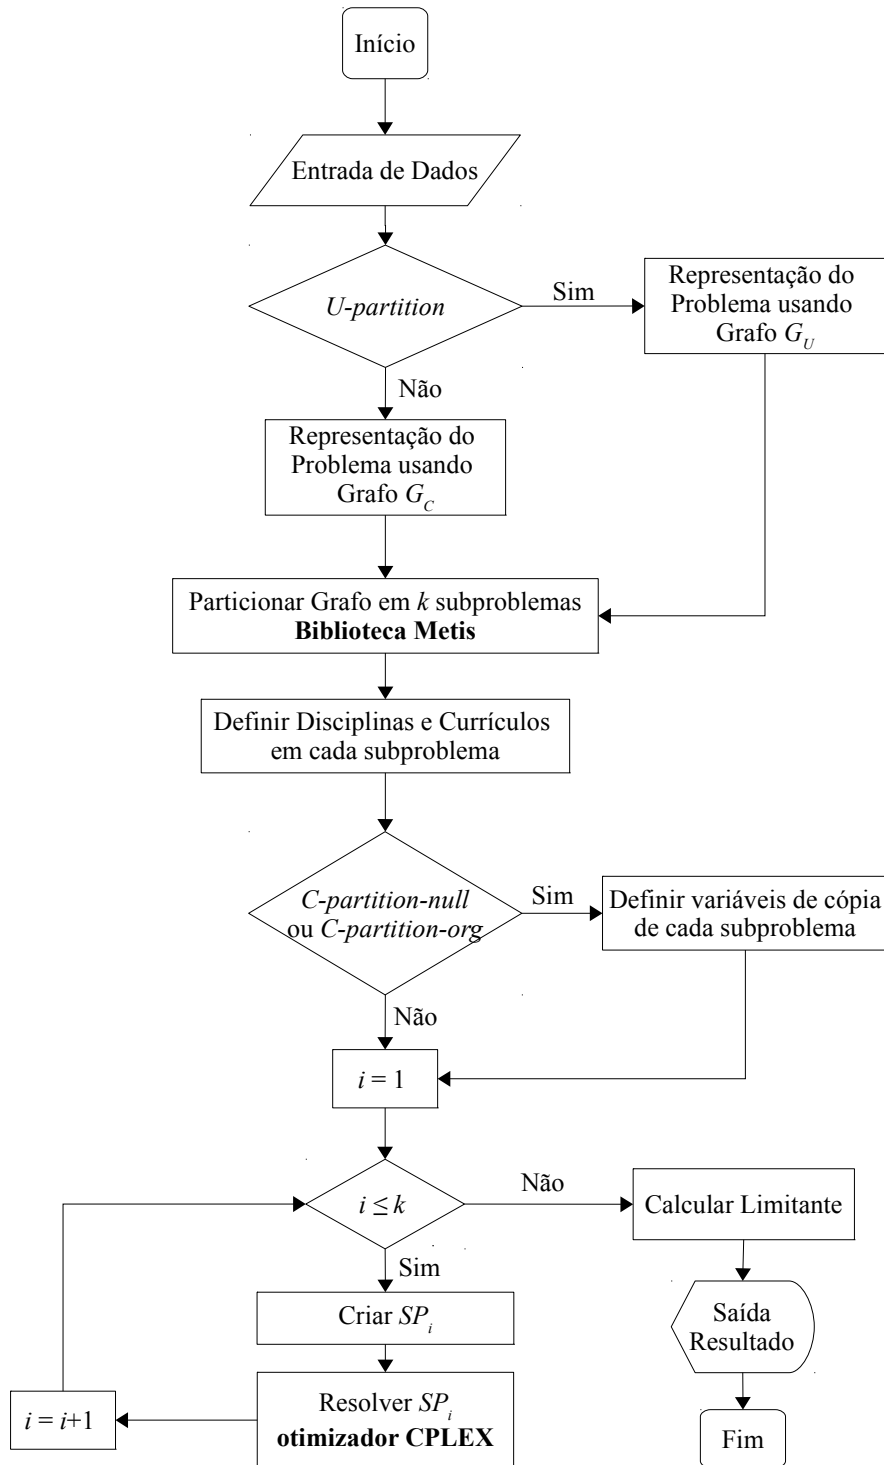 Início
Entrada de Dados
U-partition
Sim
Representação do
Problema usando
Grafo G_U
Não
Representação do
Problema usando
Grafo G_C
Particionar Grafo em k subproblemas
Biblioteca Metis
Definir Disciplinas e Currículos
em cada subproblema
C-partition-null
ou C-partition-org
Sim
Definir variáveis de cópia
de cada subproblema
Não
i = 1
i ≤ k
Não
Calcular Limitante
Sim
Criar SP_i
Saída
Resultado
Resolver SP_i
otimizador CPLEX
i = i+1
Fim